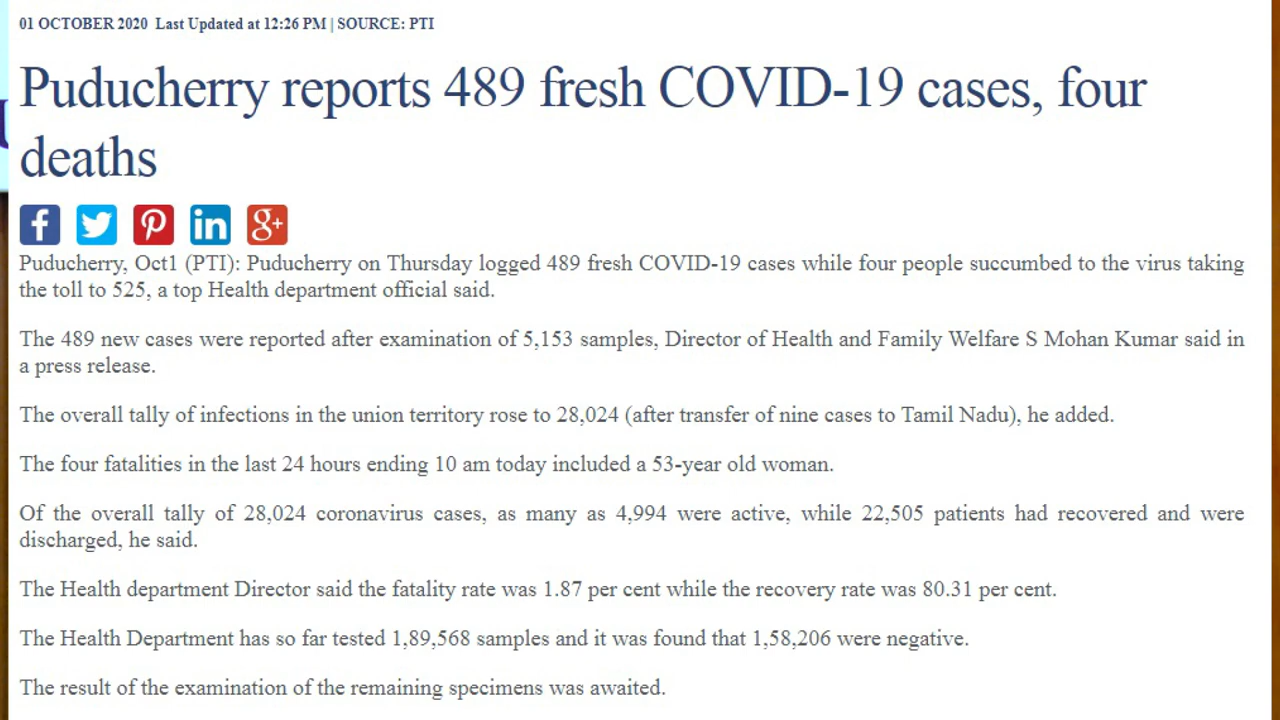 01 OCTOBER 2020 Last Updated at 12:26 PM | SOURCE: PTI
Puducherry reports 489 fresh COVID-19 cases, four
deaths
Puducherry, Oct1 (PTI): Puducherry on Thursday logged 489 fresh COVID-19 cases while four people succumbed to the virus taking
the toll to 525, a top Health department official said.
The 489 new cases were reported after examination of 5,153 samples, Director of Health and Family Welfare S Mohan Kumar said in
a press release.
The overall tally of infections in the union territory rose to 28,024 (after transfer of nine cases to Tamil Nadu), he added.
The four fatalities in the last 24 hours ending 10 am today included a 53-year old woman.
Of the overall tally of 28,024 coronavirus cases, as many as 4,994 were active, while 22,505 patients had recovered and were
discharged, he said.
The Health department Director said the fatality rate was 1.87 per cent while the recovery rate was 80.31 per cent.
The Health Department has so far tested 1,89,568 samples and it was found that 1,58,206 were negative.
The result of the examination of the remaining specimens was awaited.